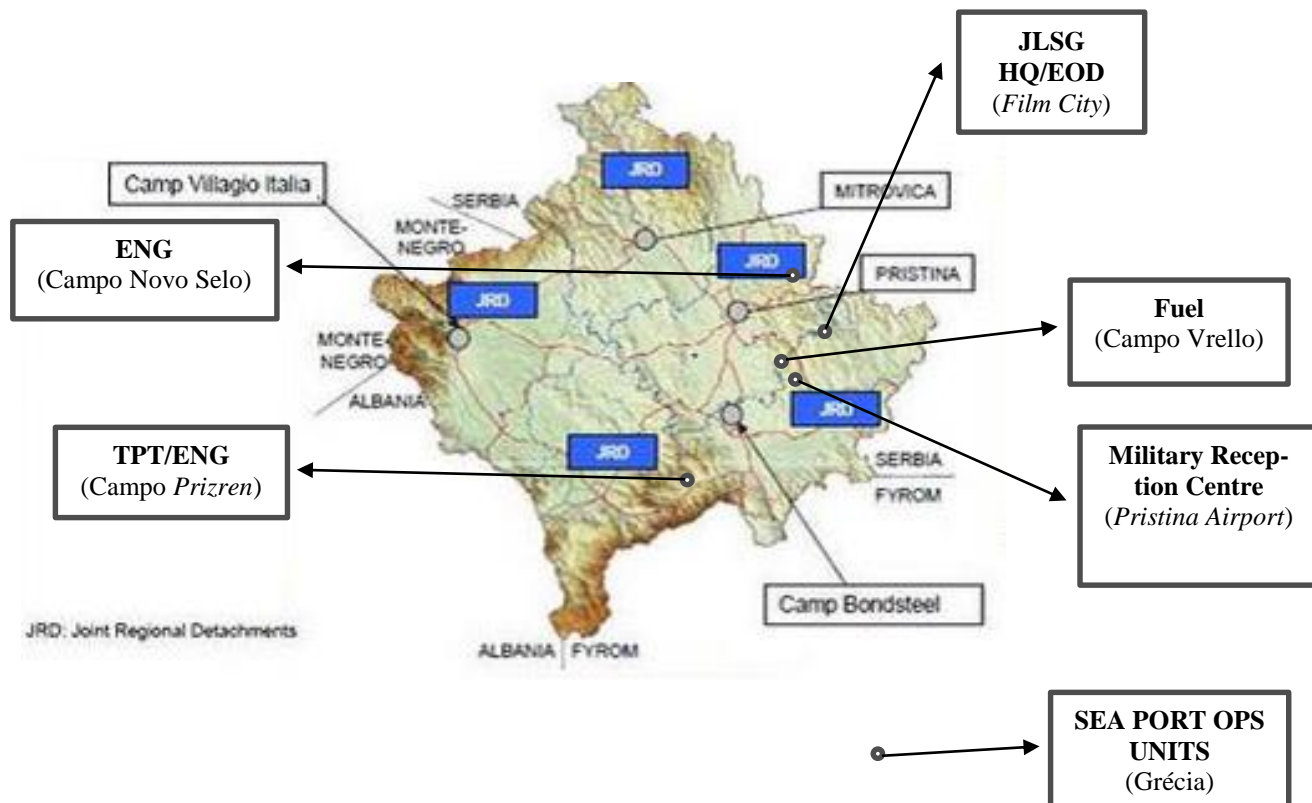 JLSG
HQ/EOD
(Film City)
JRD
Camp Villagio Italia
MITROVICA
SERBIA
MONTE-
NEGRO
ENG
(Campo Novo Selo)
JRD
PRISTINA
JRD
Fuel
(Campo Vrello)
MONTE-
NEGRO
ALBANIA
JRD
JRD
TPT/ENG
(Campo Prizren)
SERBIA
FYROM
Military Recep-
tion Centre
(Pristina Airport)
Camp Bondsteel
JRD: Joint Regional Detachments
ALBANIA FYROM
SEA PORT OPS
UNITS
(Grécia)